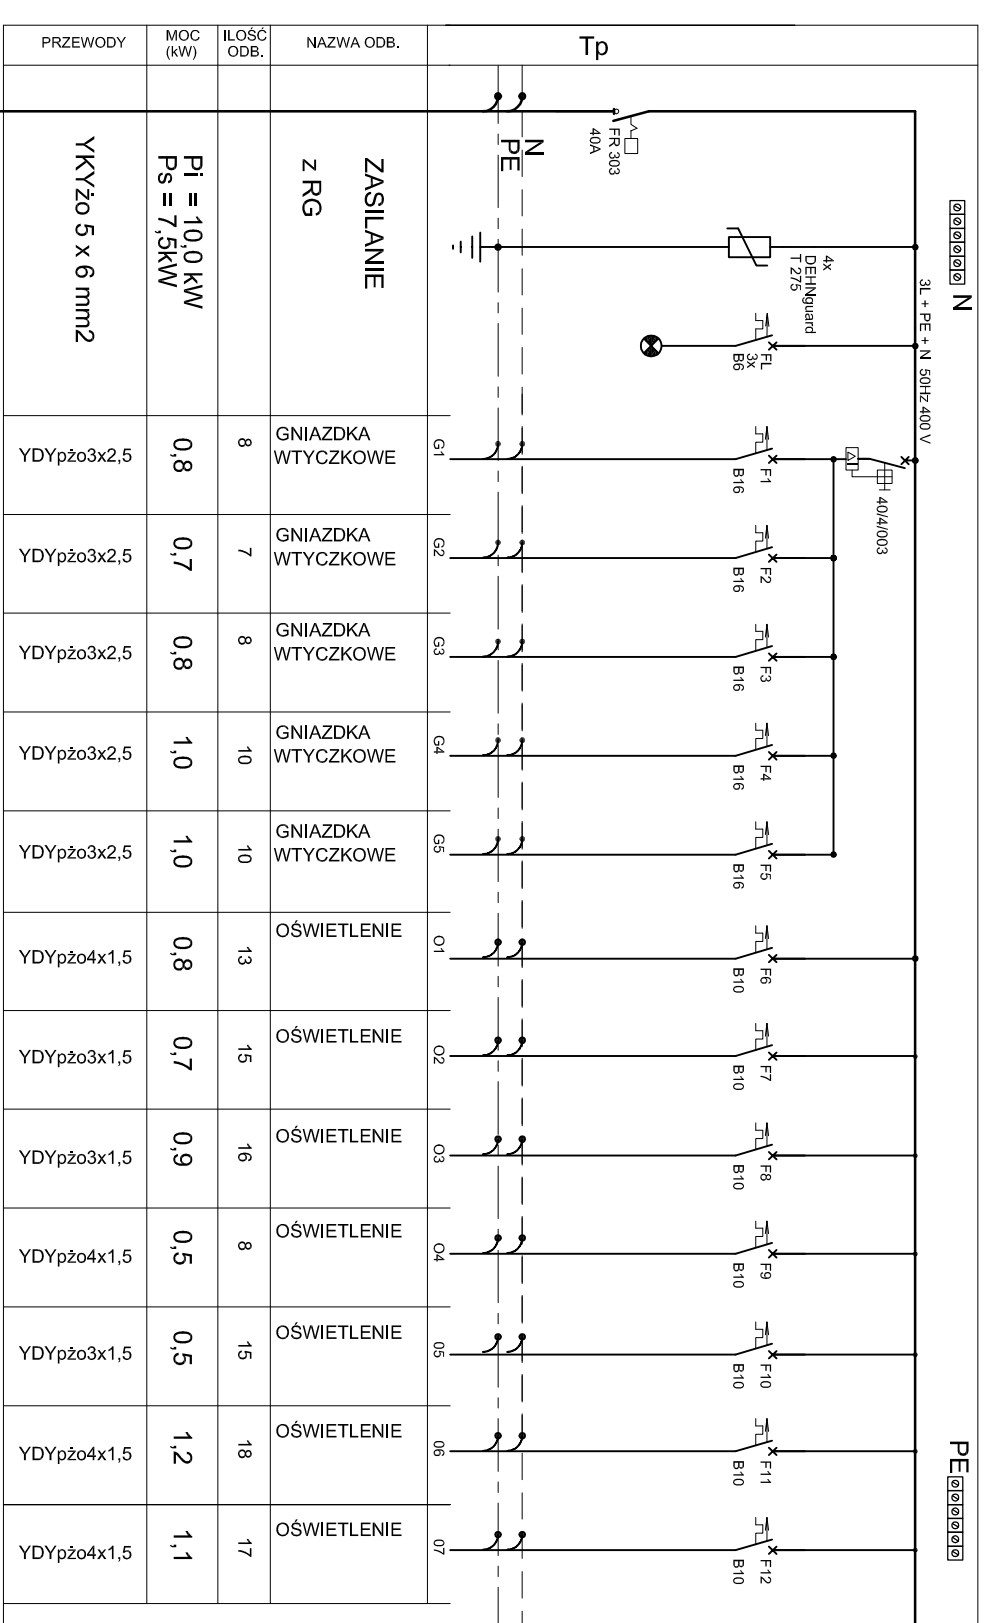 PRZEWODY
MOC
(kW)
ILOŚĆ
ODB.
NAZWA ODB.
Tp
YKYżo 5 x 6 mm2
Pi = 10,0 kW
Ps = 7,5kW
ZASILANIE
z RG
N
PE
FR 303
40A
4x
DEHNguard
T 275
FL
3x
B6
N
3L + PE + N 50Hz 400 V
40/4/003
YDYpżo3x2,5
0,8
8
GNIAZDKA
WTYCZKOWE
G1
F1
B16
YDYpżo3x2,5
0,7
7
GNIAZDKA
WTYCZKOWE
G2
F2
B16
YDYpżo3x2,5
0,8
8
GNIAZDKA
WTYCZKOWE
G3
F3
B16
YDYpżo3x2,5
1,0
10
GNIAZDKA
WTYCZKOWE
G4
F4
B16
YDYpżo3x2,5
1,0
10
GNIAZDKA
WTYCZKOWE
G5
F5
B16
YDYpżo4x1,5
0,8
13
OŚWIETLENIE
O1
F6
B10
YDYpżo3x1,5
0,7
15
OŚWIETLENIE
O2
F7
B10
YDYpżo3x1,5
0,9
16
OŚWIETLENIE
O3
F8
B10
YDYpżo4x1,5
0,5
8
OŚWIETLENIE
O4
F9
B10
YDYpżo3x1,5
0,5
15
OŚWIETLENIE
05
F10
B10
YDYpżo4x1,5
1,2
18
OŚWIETLENIE
06
F11
B10
YDYpżo4x1,5
1,1
17
OŚWIETLENIE
07
F12
B10
PE